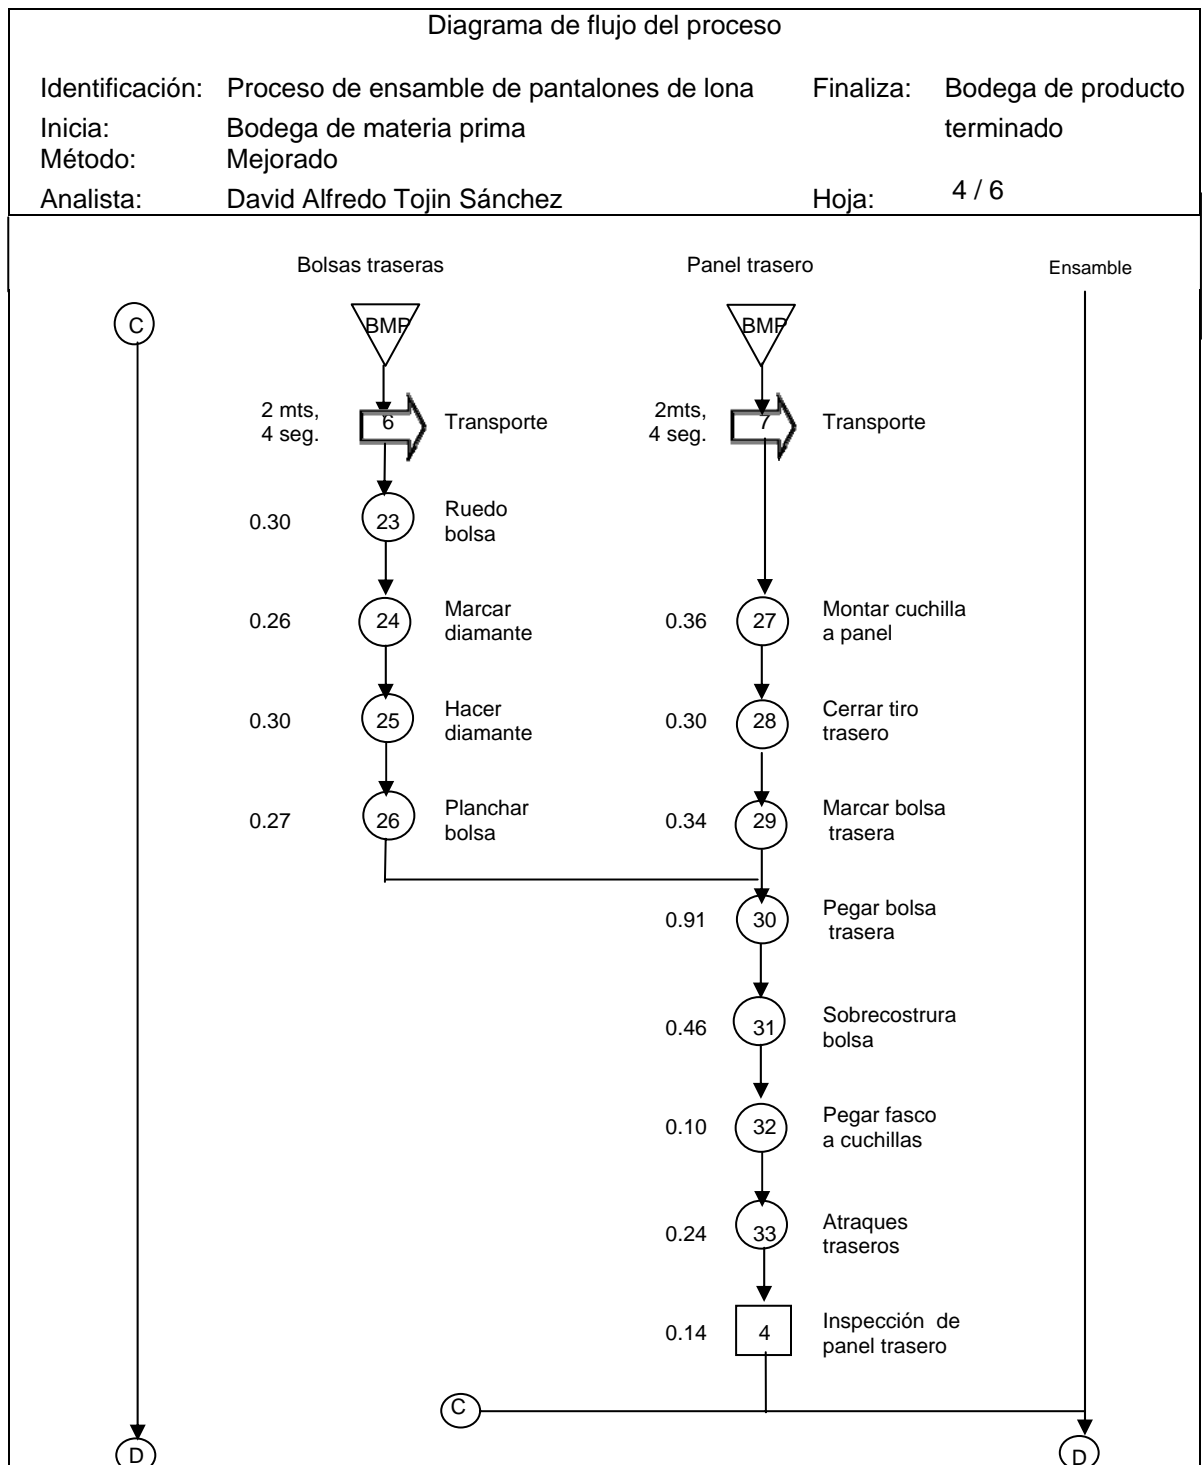 Diagrama de flujo del proceso
Identificación: Proceso de ensamble de pantalones de lona Finaliza: Bodega de producto
Inicia: Bodega de materia prima terminado
Método: Mejorado
Analista: David Alfredo Tojin Sánchez Hoja: 4 / 6
Bolsas traseras Panel trasero Ensamble
C BMP BMP
2 mts, 2mts,
6 Transporte 7 Transporte
4 seg. 4 seg.
Ruedo
0.30 23
bolsa
Marcar Montar cuchilla
0.26 24 0.36 27
diamante a panel
Hacer Cerrar tiro
0.30 25 0.30 28
diamante trasero
Planchar Marcar bolsa
0.27 26 0.34 29
bolsa trasera
Pegar bolsa
0.91 30
trasera
Sobrecostrura
0.46 31
bolsa
Pegar fasco
0.10 32
a cuchillas
Atraques
0.24 33
traseros
Inspección de
0.14 4
panel trasero
C
D D